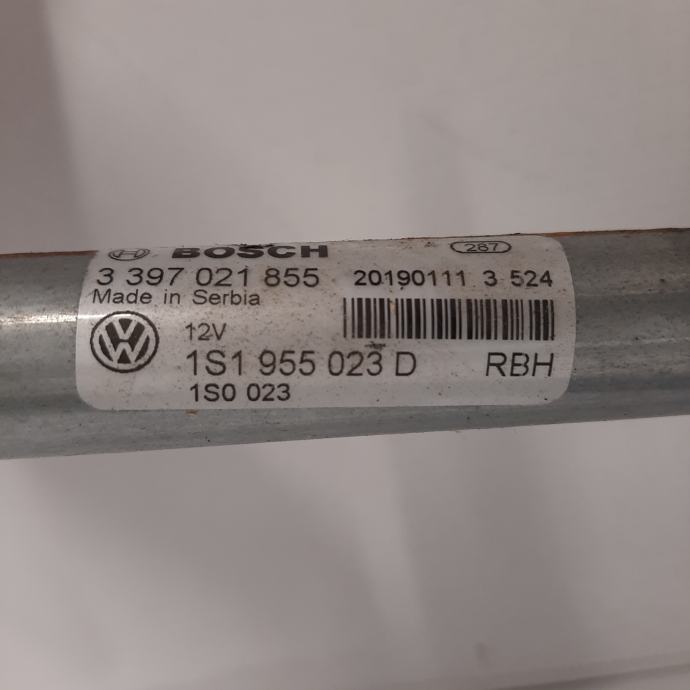 BOSCH 287
3 397 021 855 20190111 3 524
Made in Serbia
12V
1S1 955 023 D RBH
1S0 023